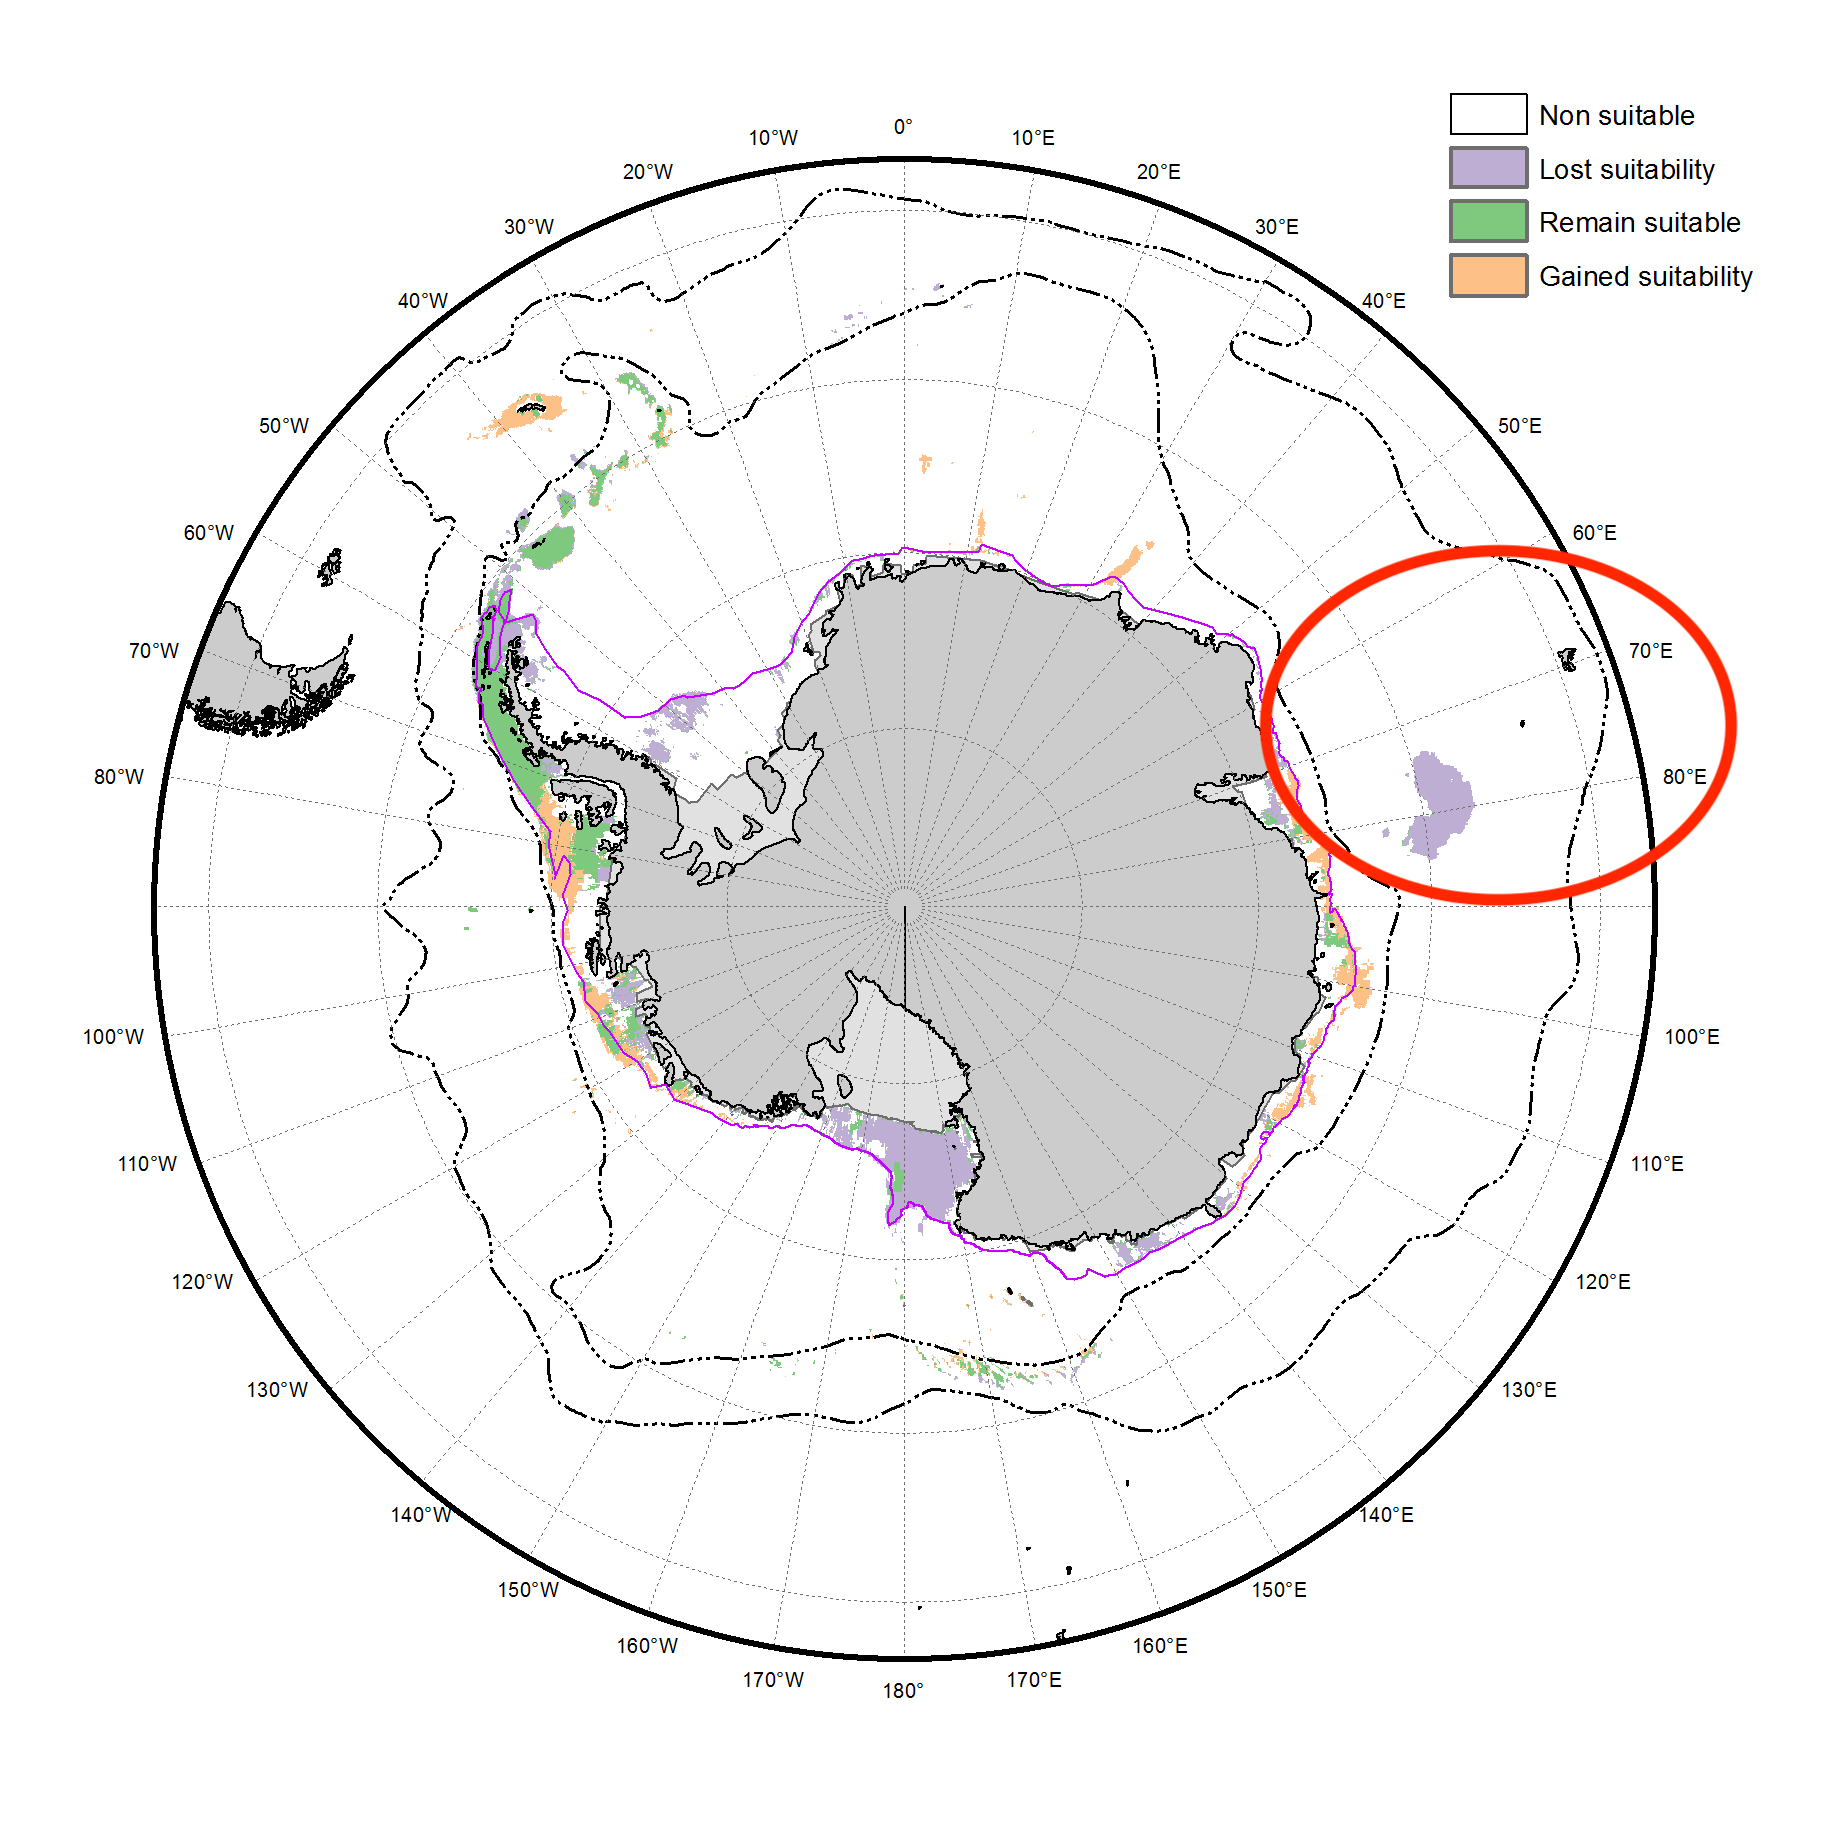 Non suitable
Lost suitability
Remain suitable
Gained suitability
0°
10°W
10°E
20°W
20°E
30°W
30°E
40°W
40°E
50°W
50°E
60°W
60°E
70°W
70°E
80°W
80°E
100°W
100°E
110°W
110°E
120°W
120°E
130°W
130°E
140°W
140°E
150°W
150°E
160°W
160°E
170°W
170°E
180°